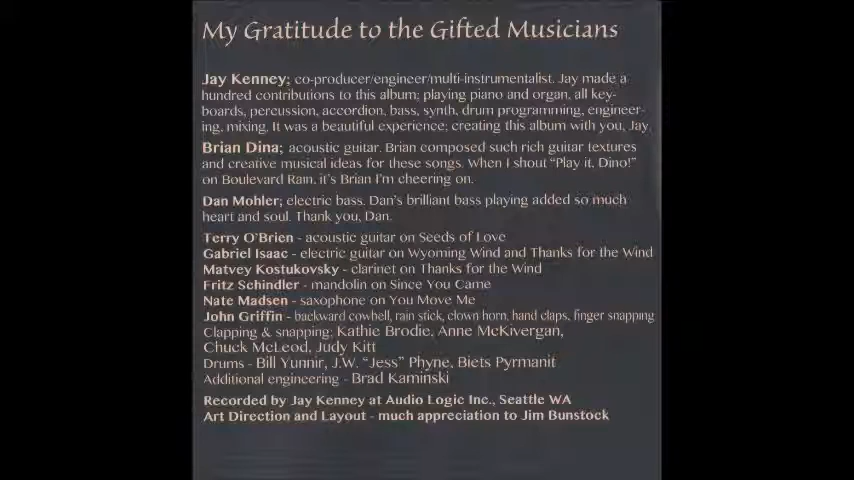 My Gratitude to the Gifted Musicians
Jay Kenney; co-producer/engineer/multi-instrumentalist. Jay made a
hundred contributions to this album; playing piano and organ, all key-
boards, percussion, accordion, bass, synth, drum programming, engineer-
ing, mixing. It was a beautiful experience; creating this album with you, Jay.
Brian Dina; acoustic guitar. Brian composed such rich guitar textures
and creative musical ideas for these songs. When I shout “Play it, Dino!”
on Boulevard Rain, it’s Brian I’m cheering on.
Dan Mohler; electric bass. Dan’s brilliant bass playing added so much
heart and soul. Thank you, Dan.
Terry O’Brien - acoustic guitar on Seeds of Love
Gabriel Isaac - electric guitar on Wyoming Wind and Thanks for the Wind
Matvey Kostukovsky - clarinet on Thanks for the Wind
Fritz Schindler - mandolin on Since You Came
Nate Madsen - saxophone on You Move Me
John Griffin - backward cowbell, rain stick, clown horn, hand claps, finger snapping
Clapping & snapping; Kathie Brodie, Anne McKivergan,
Chuck McLeod, Judy Kitt
Drums - Bill Yunnir, J.W. “Jess” Phyne, Biets Pyrmanit
Additional engineering - Brad Kaminski
Recorded by Jay Kenney at Audio Logic Inc., Seattle WA
Art Direction and Layout - much appreciation to Jim Bunstock